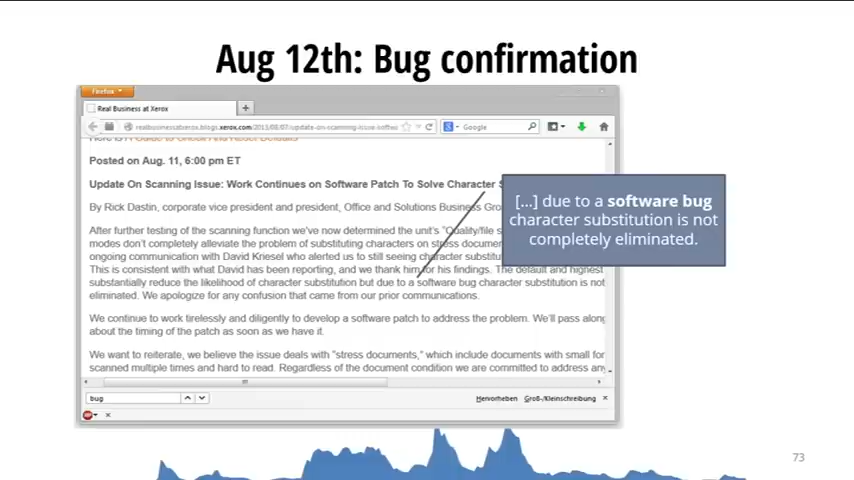 Aug 12th: Bug confirmation
Firefox
Real Business at Xerox
realbusinessatxerox.blogs.xerox.com/2013/08/07/update-on-scanning-issue-softwa
Google
Posted on Aug. 11, 6:00 pm ET
Update On Scanning Issue: Work Continues on Software Patch To Solve Character S
By Rick Dastin, corporate vice president and president, Office and Solutions Business Gro
After further testing of the scanning function we've now determined the unit's "Quality/file s
modes don't completely alleviate the problem of substituting characters on stress documen
ongoing communication with David Kriesel who alerted us to still seeing character substitu
This is consistent with what David has been reporting, and we thank him for his findings. The default and highest
substantially reduce the likelihood of character substitution but due to a software bug character substitution is not
eliminated. We apologize for any confusion that came from our prior communications.
We continue to work tirelessly and diligently to develop a software patch to address the problem. We'll pass along
about the timing of the patch as soon as we have it.
We want to reiterate, we believe the issue deals with "stress documents," which include documents with small for
scanned multiple times and hard to read. Regardless of the document condition we are committed to address any
[...] due to a software bug
character substitution is not
completely eliminated.
bug
Hervorheben Groß-/Kleinschreibung
73